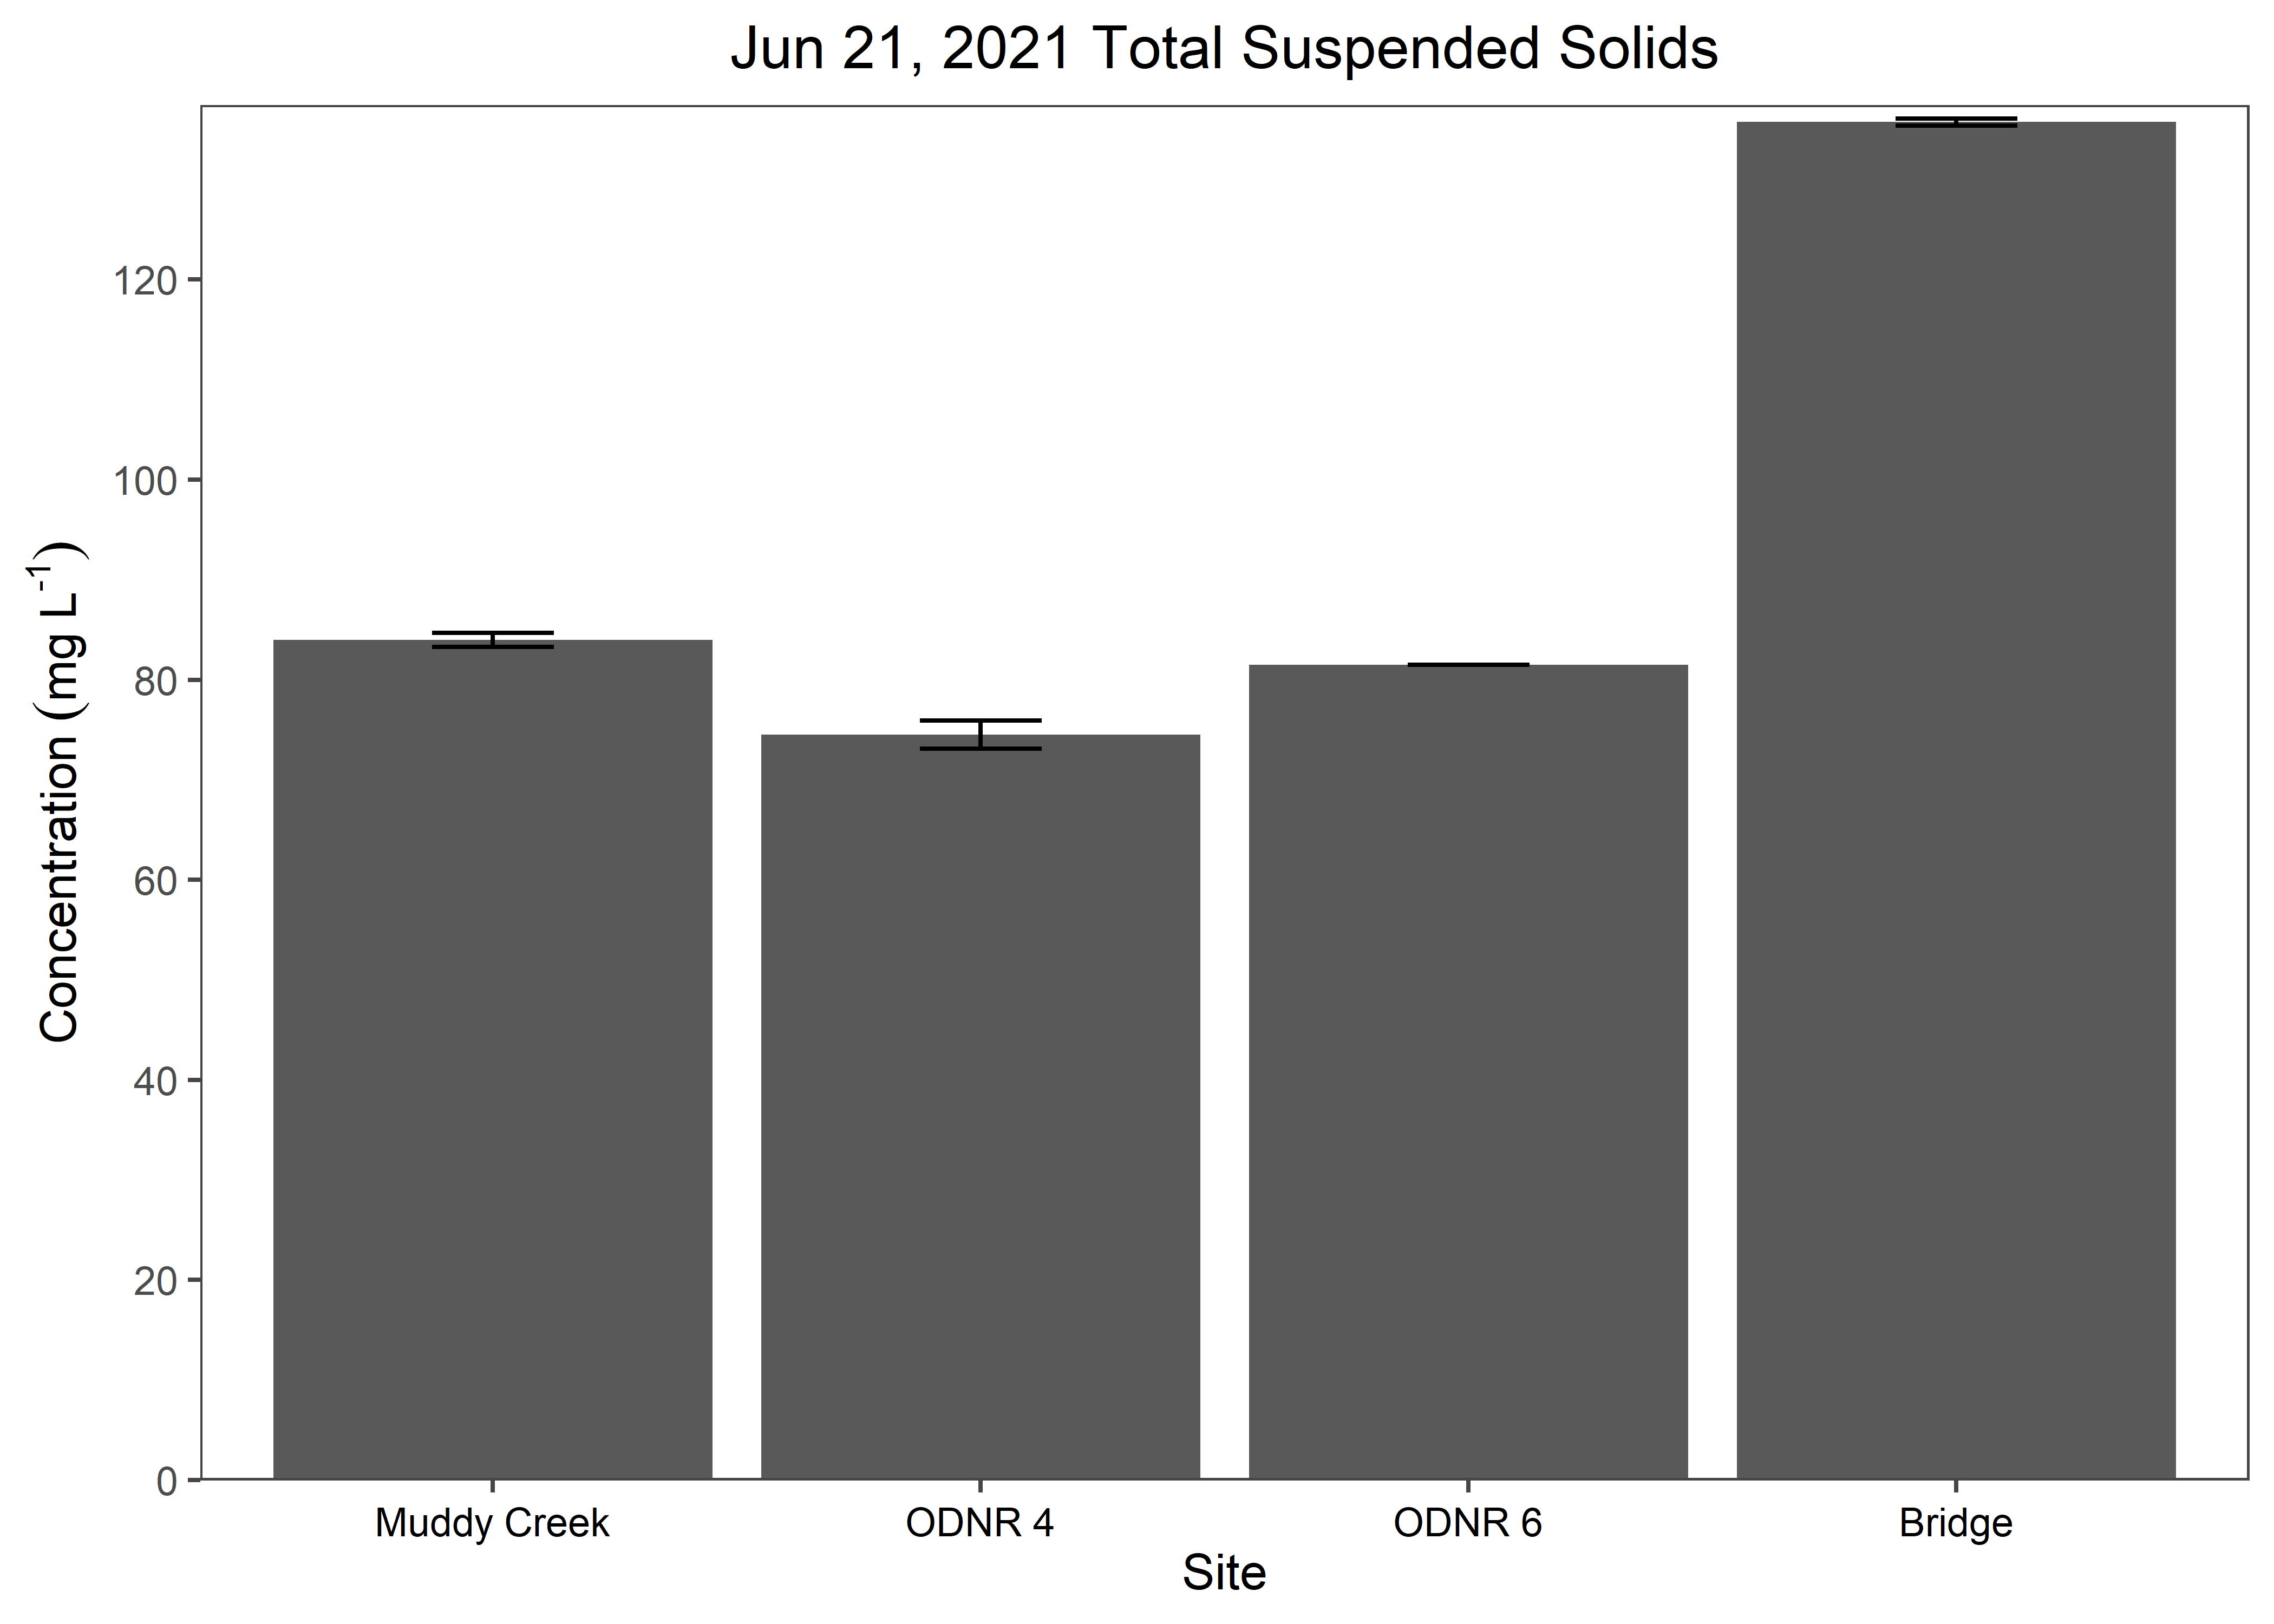 Jun 21, 2021 Total Suspended Solids
Concentration (mg L⁻¹)
120
100
80
60
40
20
0
Muddy Creek
ODNR 4
ODNR 6
Bridge
Site